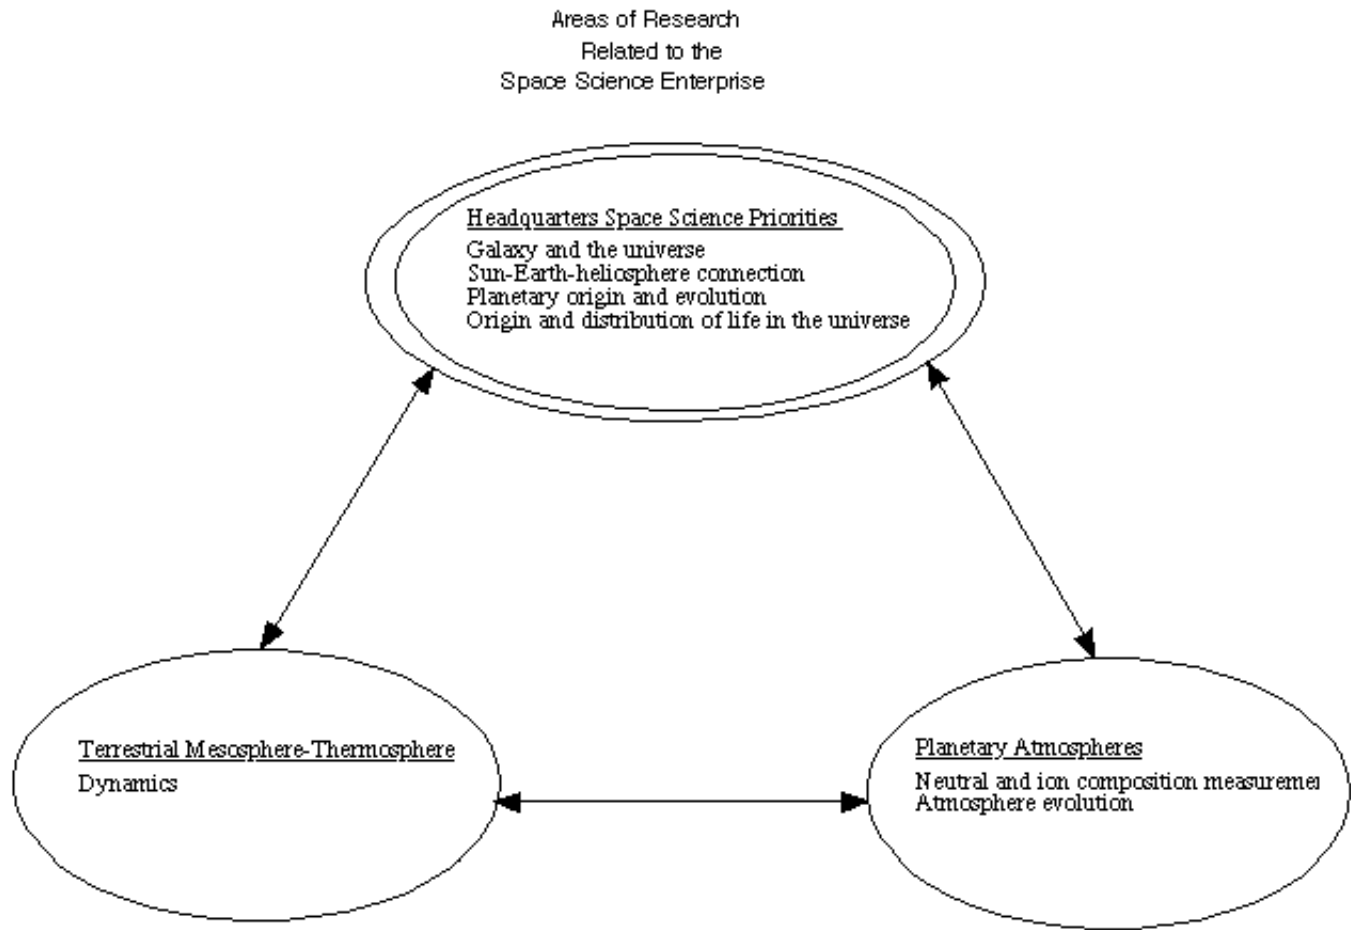 Areas of Research
Related to the
Space Science Enterprise
Headquarters Space Science Priorities
Galaxy and the universe
Sun-Earth-heliosphere connection
Planetary origin and evolution
Origin and distribution of life in the universe
Terrestrial Mesosphere-Thermosphere
Dynamics
Planetary Atmospheres
Neutral and ion composition
Atmosphere evolution